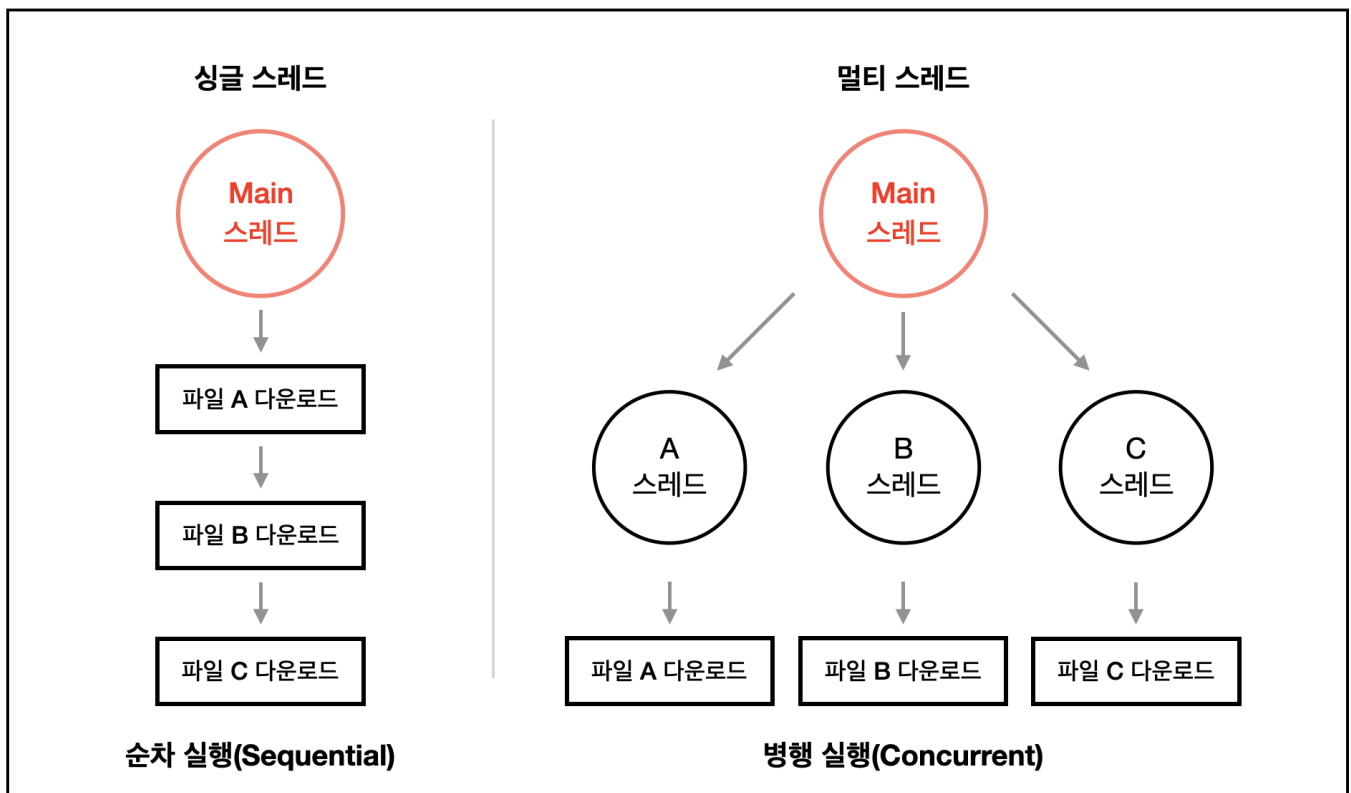 싱글 스레드
Main
스레드
파일 A 다운로드
파일 B 다운로드
파일 C 다운로드
순차 실행(Sequential)
멀티 스레드
Main
스레드
A
스레드
B
스레드
C
스레드
파일 A 다운로드
파일 B 다운로드
파일 C 다운로드
병행 실행(Concurrent)